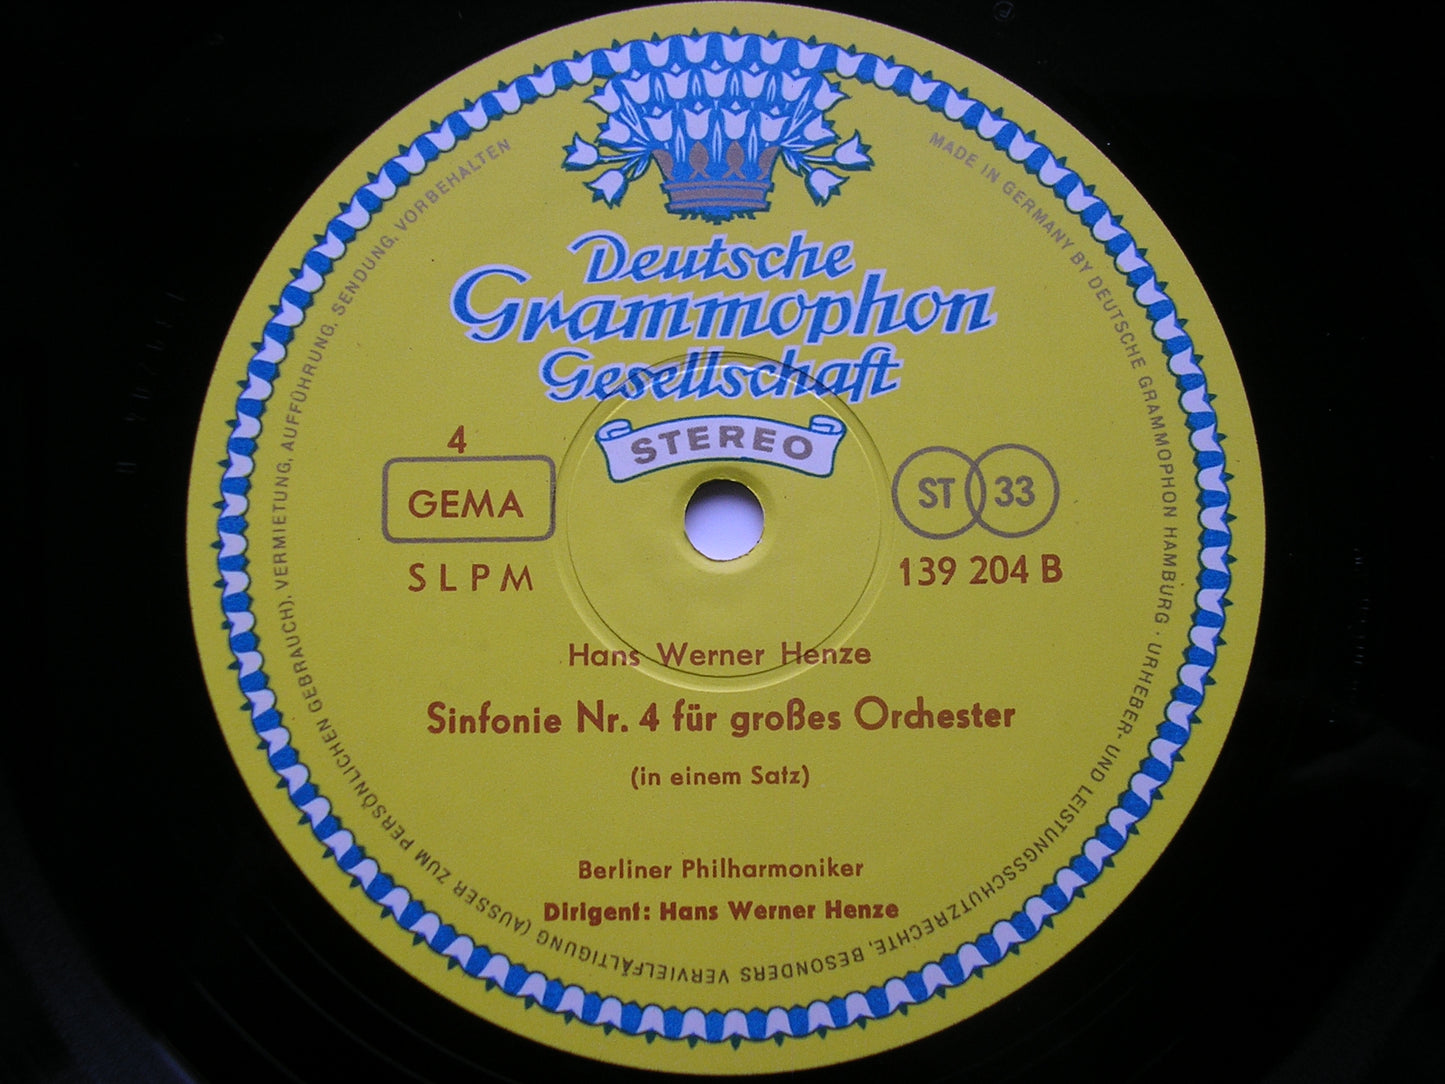 Deutsche
Grammophon
Gesellschaft
STEREO
4
GEMA
SLPM
ST 33
139 204 B
Hans Werner Henze
Sinfonie Nr. 4 für großes Orchester
(in einem Satz)
Berliner Philharmoniker
Dirigent: Hans Werner Henze
MADE IN GERMANY BY DEUTSCHE GRAMMOPHON HAMBURG · URHEBER- UND LEISTUNGSSCHUTZRECHTE, BESONDERS VERVIELFÄLTIGUNG (AUSSER ZUM PERSÖNLICHEN GEBRAUCH), VERMIETUNG, AUFFÜHRUNG, SENDUNG, VORBEHALTEN